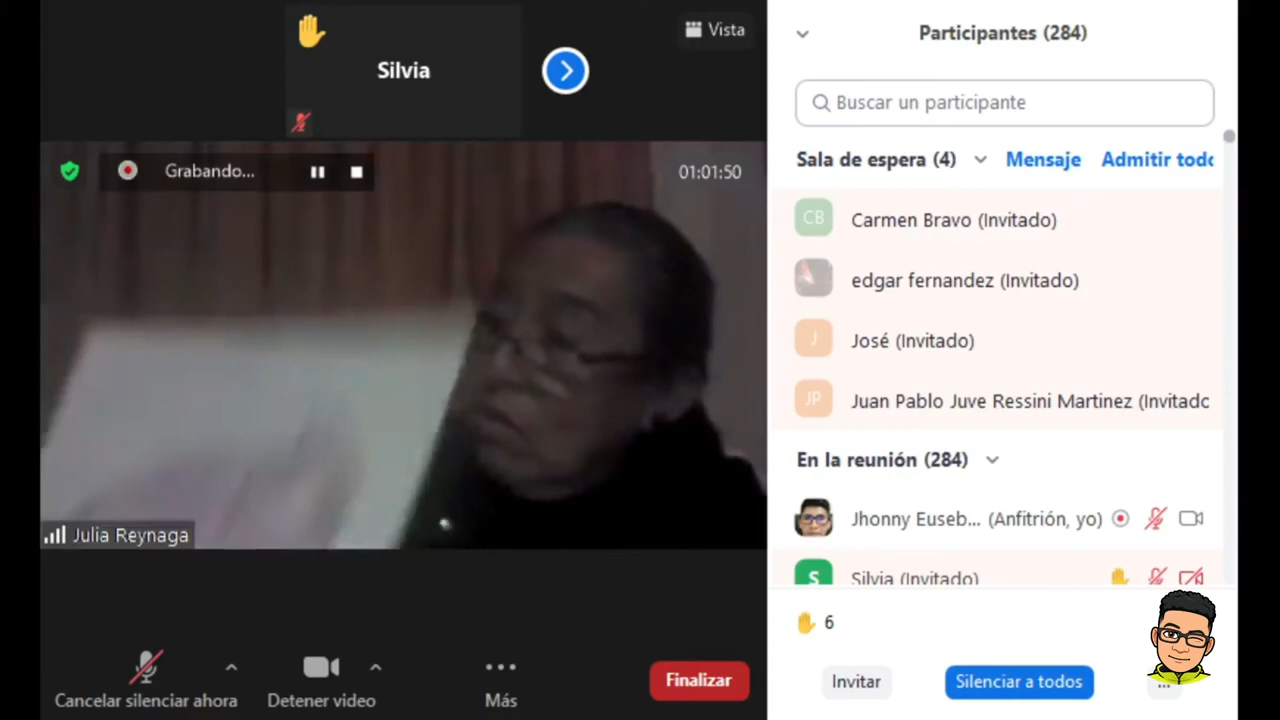 Vista
Silvia
Grabando...
01:01:50
Julia Reynaga
Cancelar silenciar ahora
Detener video
Más
Finalizar
Participantes (284)
Buscar un participante
Sala de espera (4)
Mensaje
Admitir todo
CB
Carmen Bravo (Invitado)
edgar fernandez (Invitado)
J
José (Invitado)
JP
Juan Pablo Juve Ressini Martinez (Invitado
En la reunión (284)
Jhonny Euseb... (Anfitrión, yo)
S
Silvia (Invitado)
6
Invitar
Silenciar a todos
...